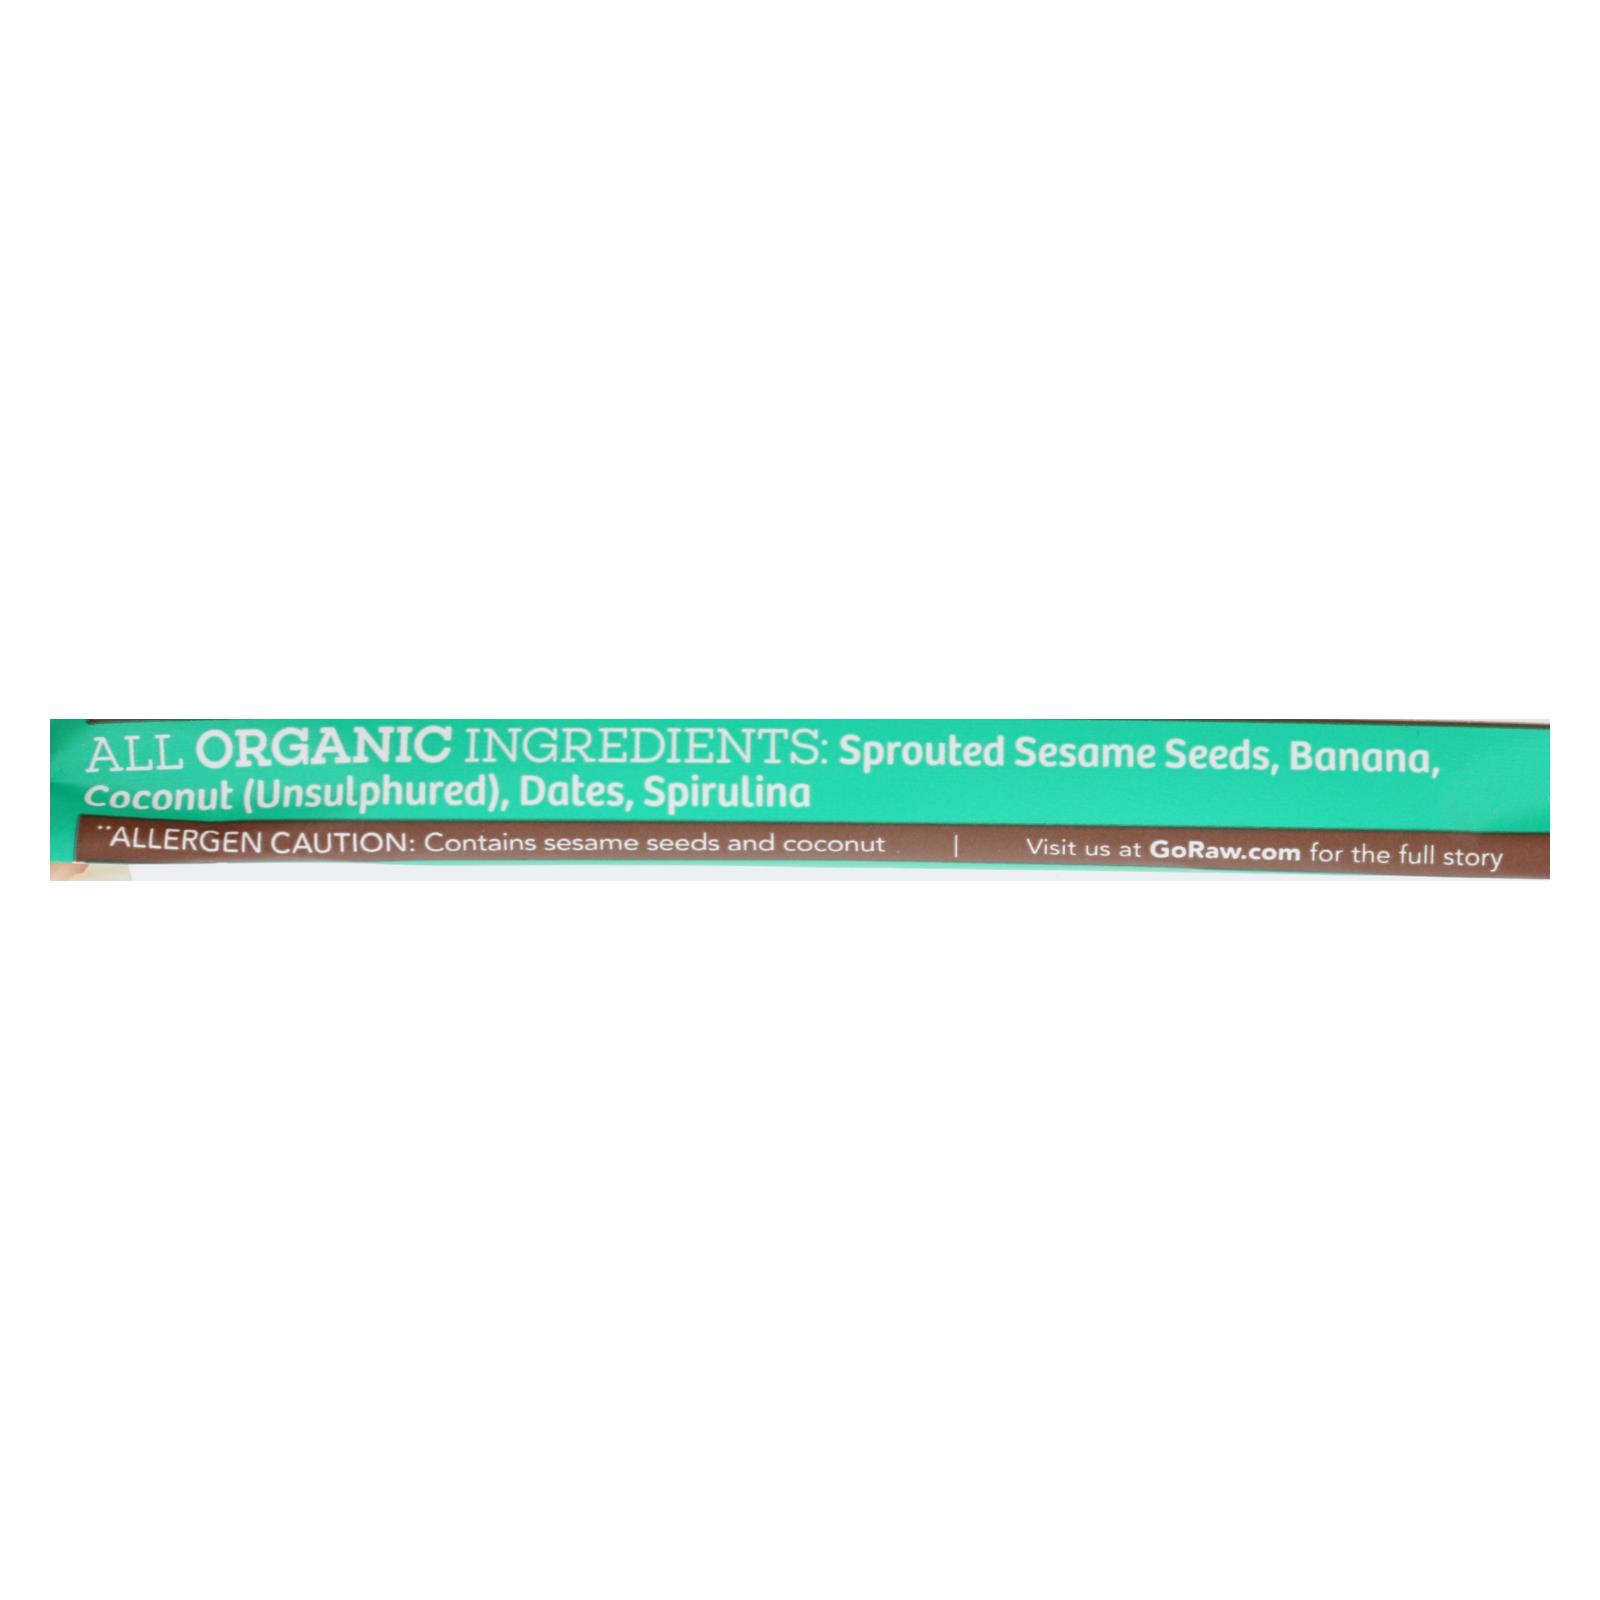 ALL ORGANIC INGREDIENTS: Sprouted Sesame Seeds, Banana,
Coconut (Unsulphured), Dates, Spirulina
¨ALLERGEN CAUTION: Contains sesame seeds and coconut | Visit us at GoRaw.com for the full story